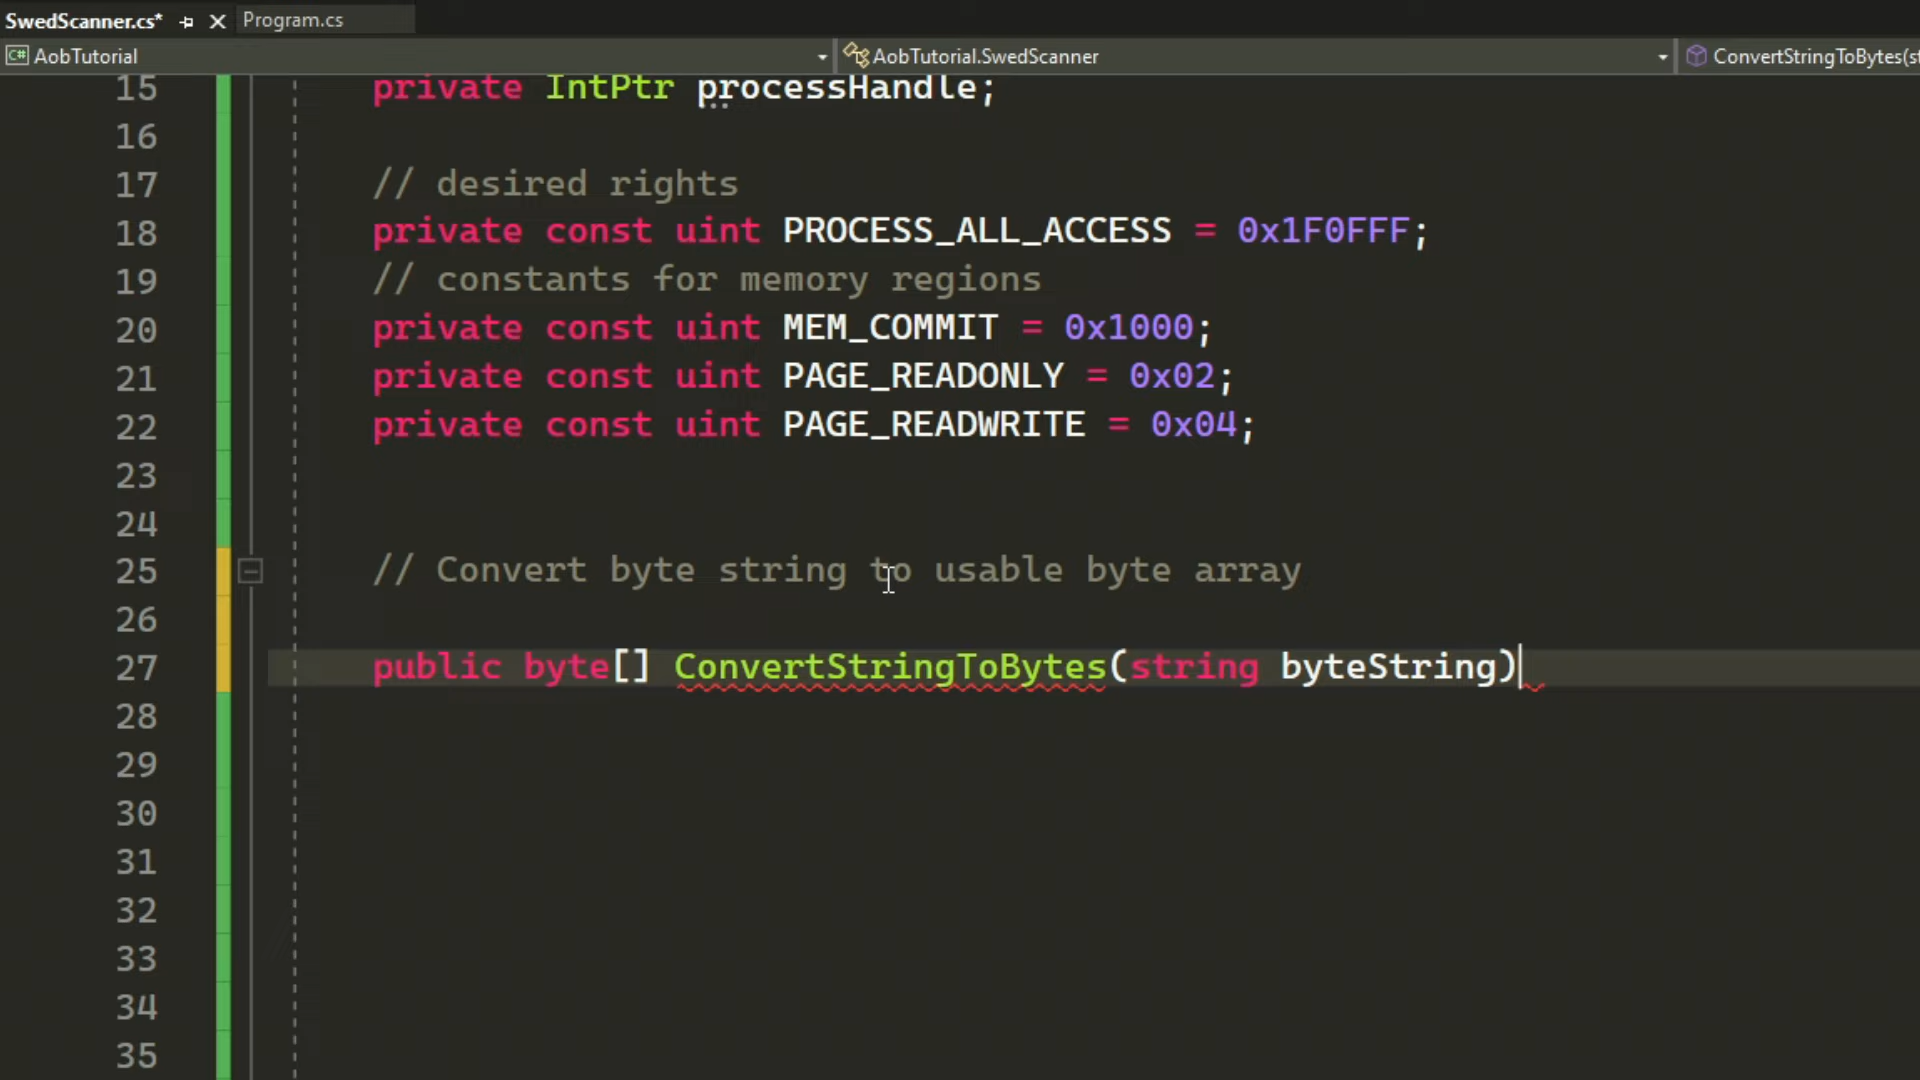 SwedScanner.cs* Program.cs
AobTutorial AobTutorial.SwedScanner ConvertStringToBytes(st
15 private IntPtr processHandle;
16
17 // desired rights
18 private const uint PROCESS_ALL_ACCESS = 0x1F0FFF;
19 // constants for memory regions
20 private const uint MEM_COMMIT = 0x1000;
21 private const uint PAGE_READONLY = 0x02;
22 private const uint PAGE_READWRITE = 0x04;
23
24
25 // Convert byte string to usable byte array
26
27 public byte[] ConvertStringToBytes(string byteString)
28
29
30
31
32
33
34
35